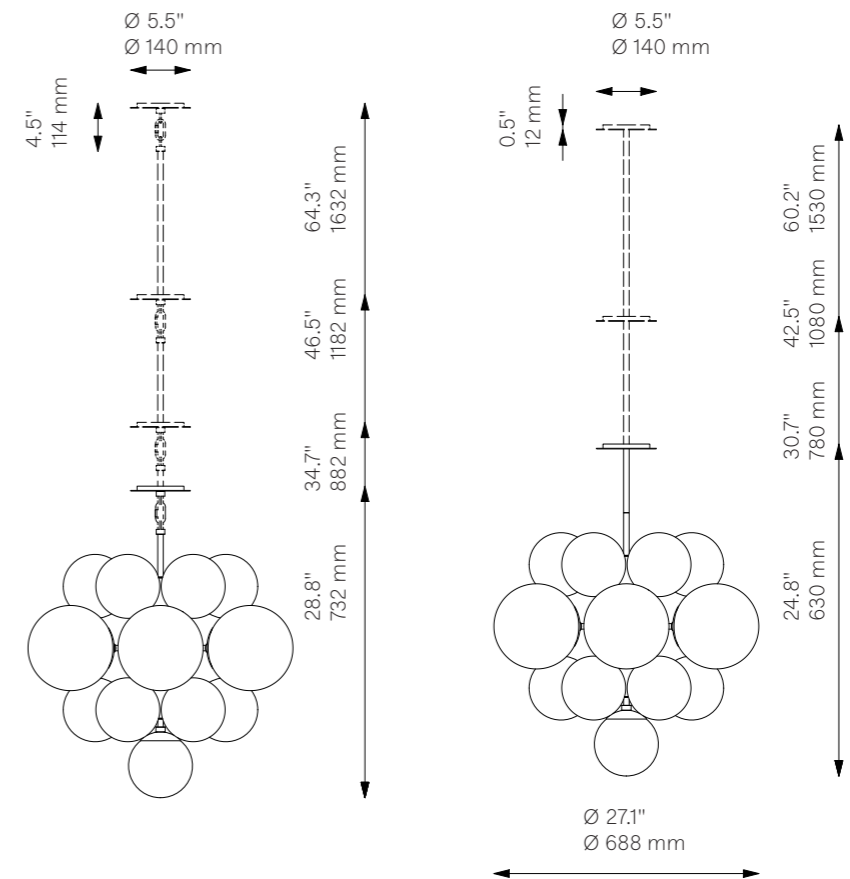 Ø 5.5"
Ø 140 mm
4.5"
114 mm
64.3"
1632 mm
46.5"
1182 mm
34.7"
882 mm
28.8"
732 mm
Ø 5.5"
Ø 140 mm
0.5"
12 mm
60.2"
1530 mm
42.5"
1080 mm
30.7"
780 mm
24.8"
630 mm
Ø 27.1"
Ø 688 mm